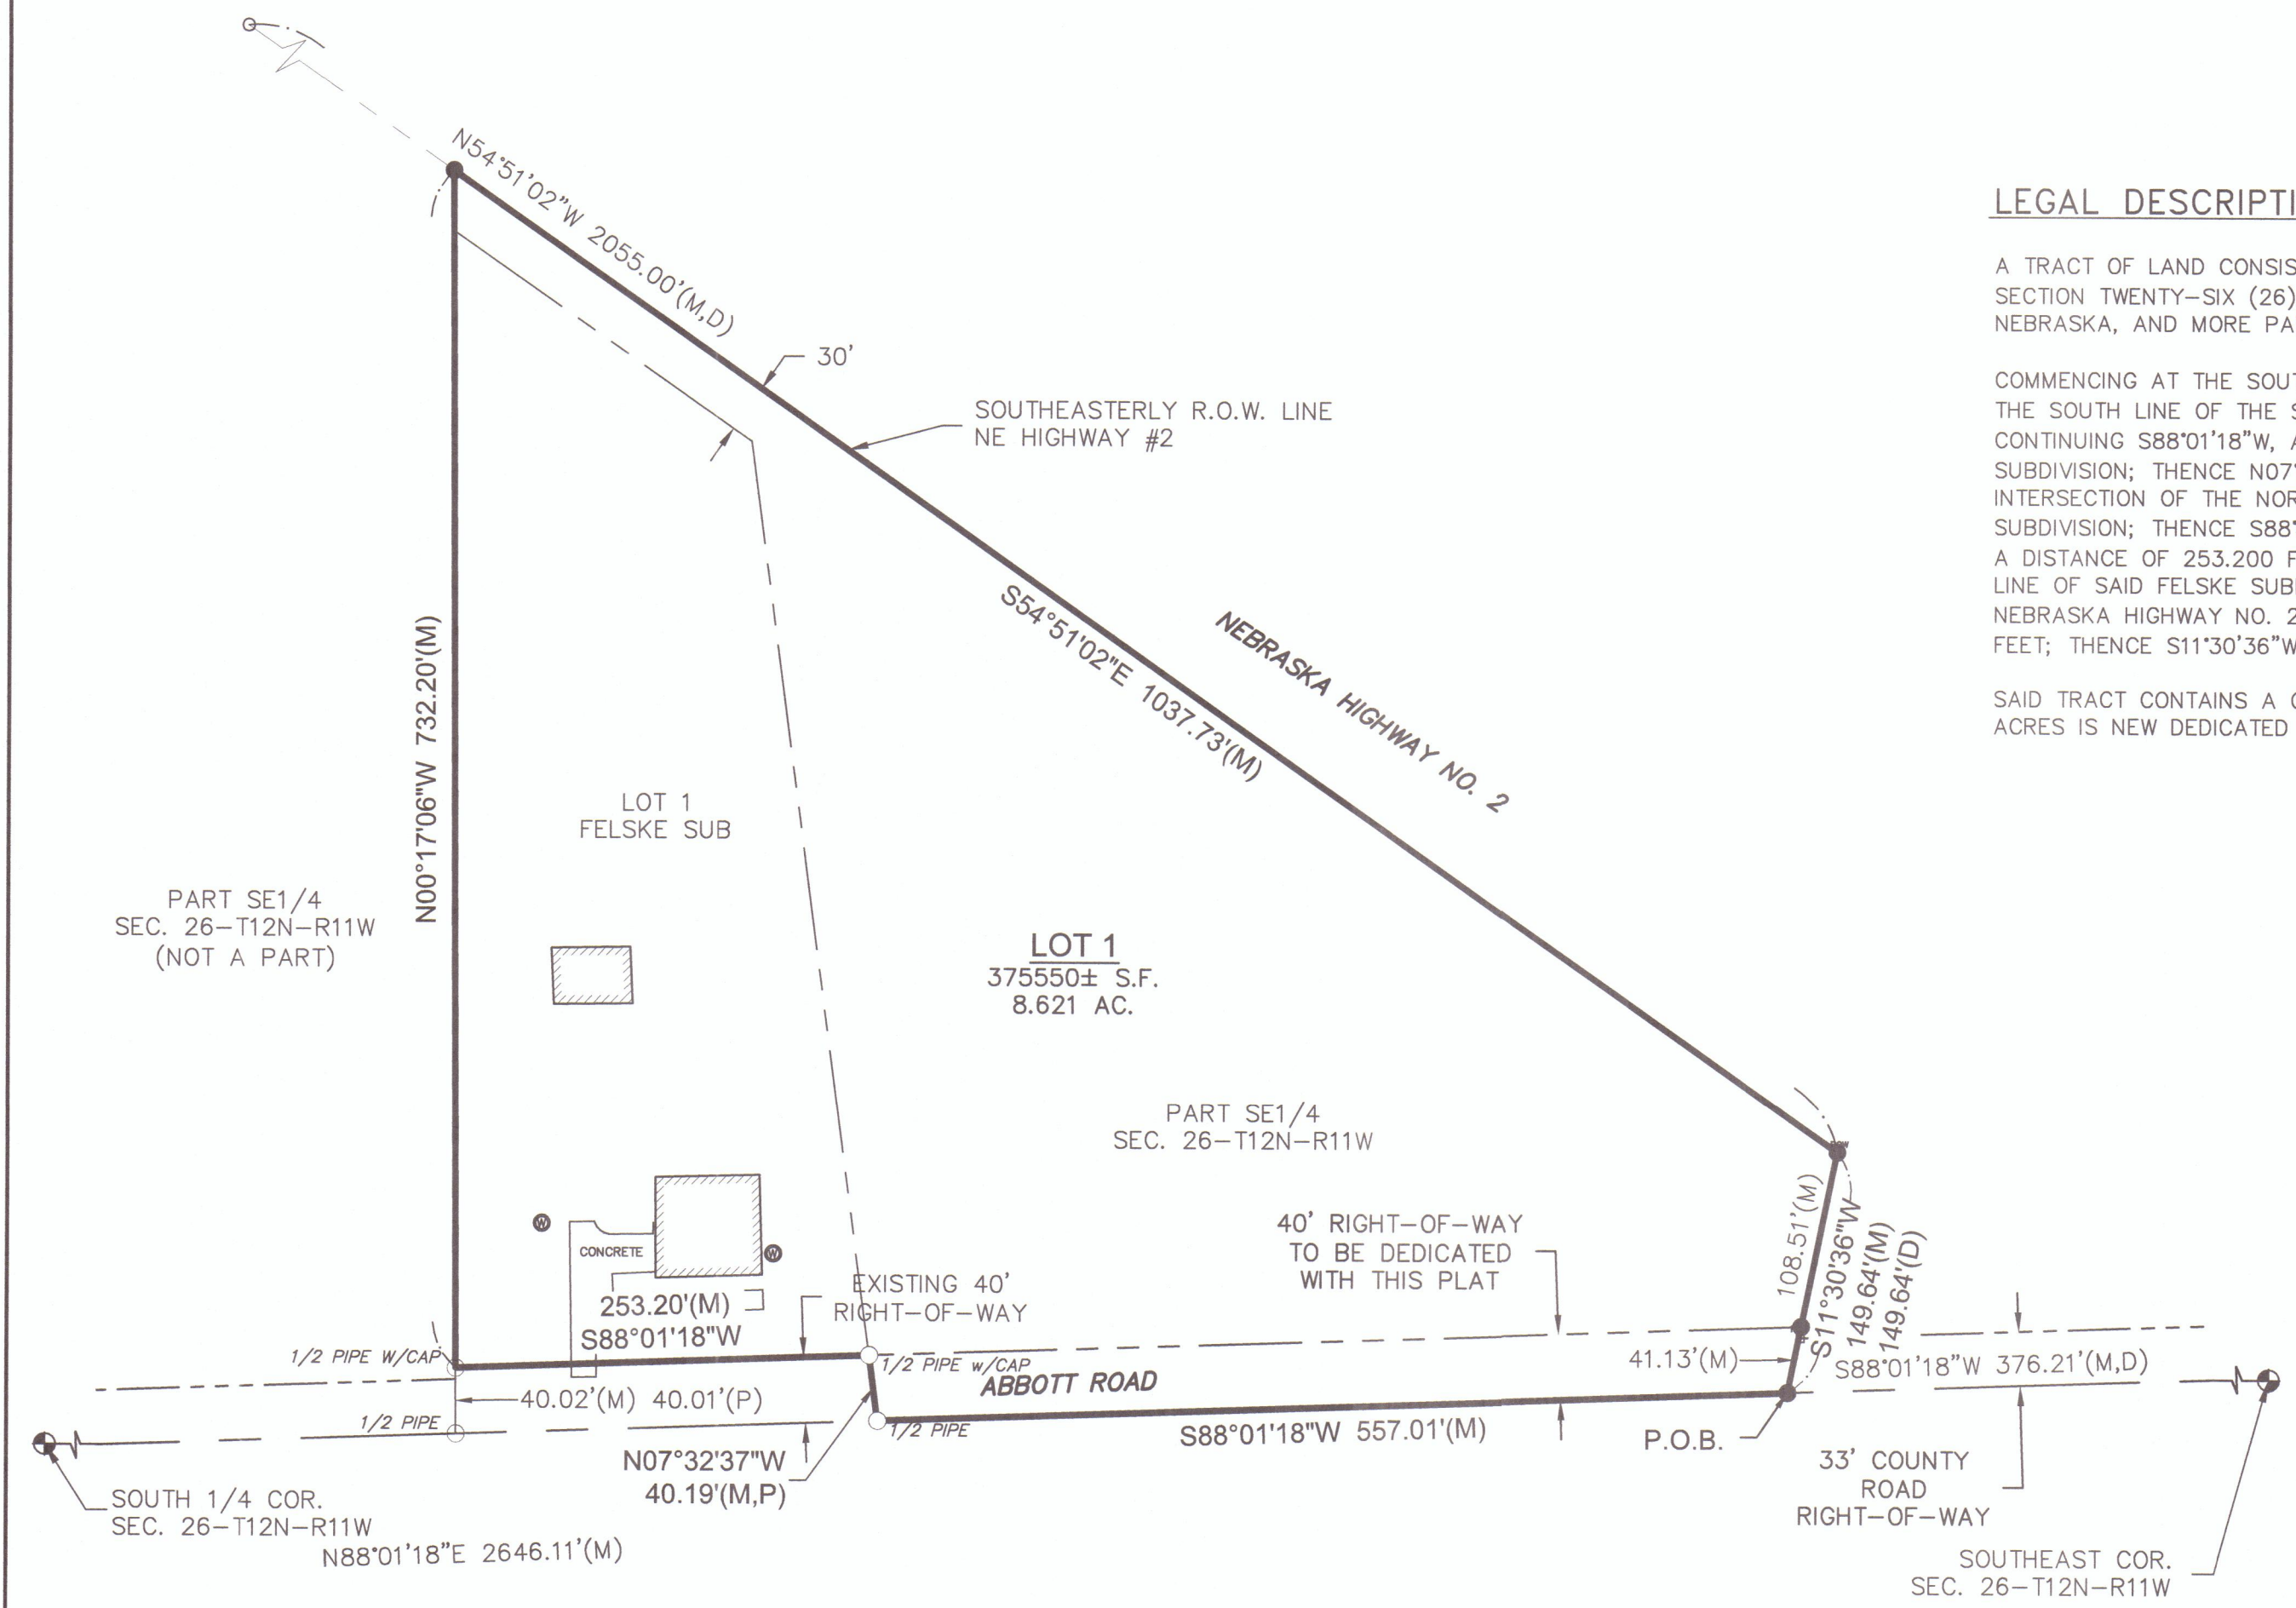 N54°51'02"W 2055.00'(M,D)
30'
SOUTHEASTERLY R.O.W. LINE
NE HIGHWAY #2
S54°51'02"E 1037.73'(M)
NEBRASKA HIGHWAY NO. 2
N00°17'06"W 732.20'(M)
LOT 1
FELSKE SUB
PART SE1/4
SEC. 26-T12N-R11W
(NOT A PART)
LOT 1
375550± S.F.
8.621 AC.
PART SE1/4
SEC. 26-T12N-R11W
W
CONCRETE
W
253.20'(M)
S88°01'18"W
EXISTING 40'
RIGHT-OF-WAY
40' RIGHT-OF-WAY
TO BE DEDICATED
WITH THIS PLAT
108.51'(M)
S11°30'36"W
149.64'(M)
149.64'(D)
1/2 PIPE W/CAP
1/2 PIPE W/CAP
ABBOTT ROAD
41.13'(M)
S88°01'18"W 376.21'(M,D)
40.02'(M) 40.01'(P)
1/2 PIPE
1/2 PIPE
S88°01'18"W 557.01'(M)
P.O.B.
N07°32'37"W
40.19'(M,P)
33' COUNTY
ROAD
RIGHT-OF-WAY
SOUTH 1/4 COR.
SEC. 26-T12N-R11W
N88°01'18"E 2646.11'(M)
SOUTHEAST COR.
SEC. 26-T12N-R11W
LEGAL DESCRIPTI
A TRACT OF LAND CONSIS
SECTION TWENTY-SIX (26)
NEBRASKA, AND MORE PA
COMMENCING AT THE SOUT
THE SOUTH LINE OF THE S
CONTINUING S88°01'18"W, A
SUBDIVISION; THENCE N07°
INTERSECTION OF THE NOR
SUBDIVISION; THENCE S88°
A DISTANCE OF 253.200 F
LINE OF SAID FELSKE SUB
NEBRASKA HIGHWAY NO. 2
FEET; THENCE S11°30'36"W
SAID TRACT CONTAINS A
ACRES IS NEW DEDICATED